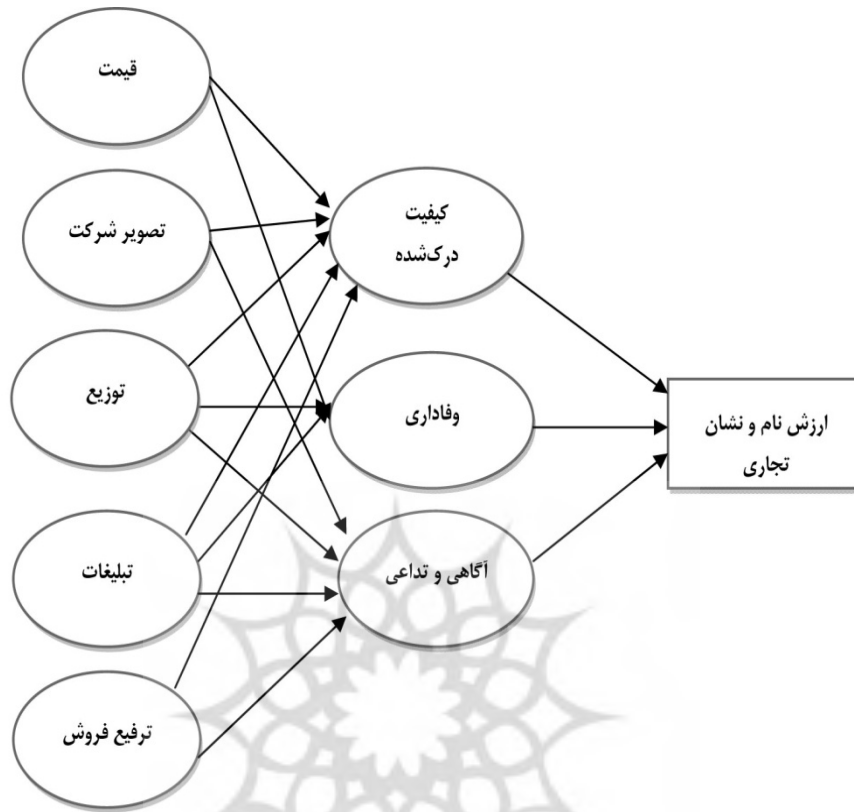 قیمت
تصویر شرکت
توزیع
تبلیغات
ترفیع فروش
کیفیت
درک‌شده
وفاداری
آگاهی و تداعی
ارزش نام و نشان
تجاری